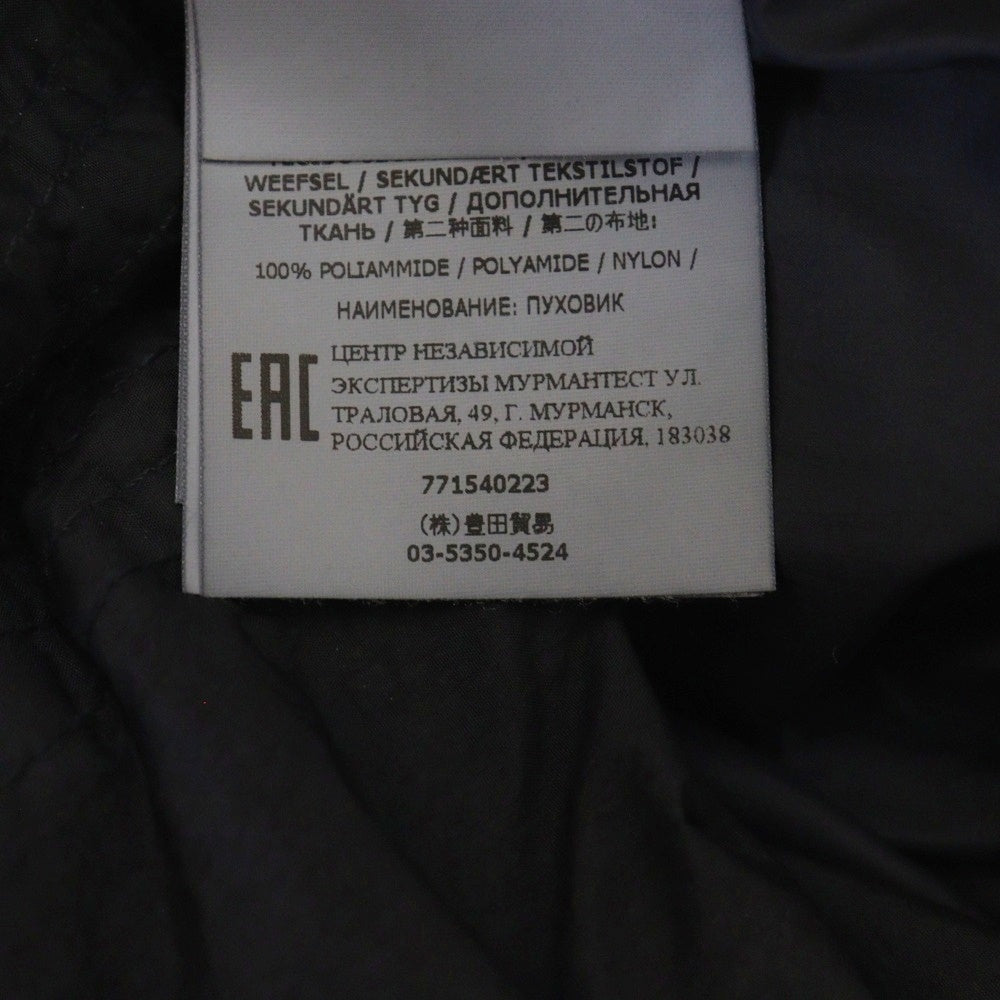 WEEFSEL / SEKUNDÆRT TEKSTILSTOF /
SEKUNDÄRT TYG / ДОПОЛНИТЕЛЬНАЯ
ТКАНЬ / 第二种面料 / 第二の布地:
100% POLIAMMIDE / POLYAMIDE / NYLON /
НАИМЕНОВАНИЕ: ПУХОВИК
EAC
ЦЕНТР НЕЗАВИСИМОЙ
ЭКСПЕРТИЗЫ МУРМАНТЕСТ УЛ.
ТРАЛОВАЯ, 49, Г. МУРМАНСК,
РОССИЙСКАЯ ФЕДЕРАЦИЯ, 183038
771540223
(株)豊田貿易
03-5350-4524